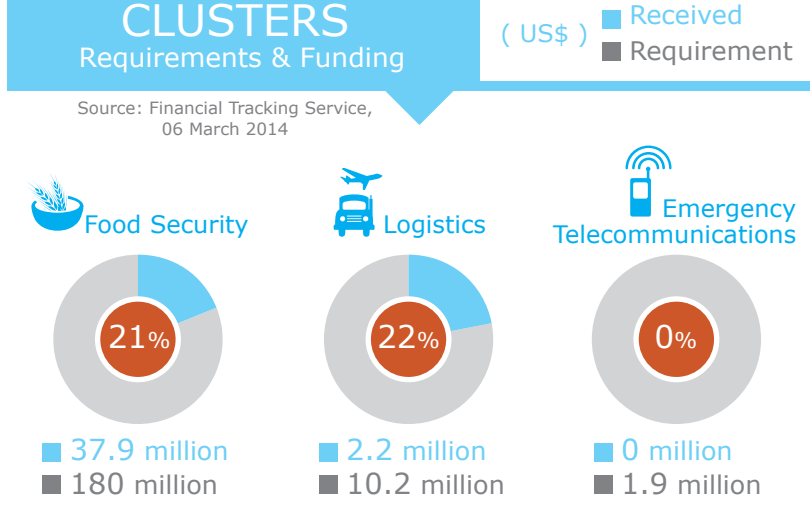 CLUSTERS
Requirements & Funding
( US$ )
Received
Requirement
Source: Financial Tracking Service,
06 March 2014
Food Security
Logistics
Emergency
Telecommunications
21%
22%
0%
37.9 million
180 million
2.2 million
10.2 million
0 million
1.9 million